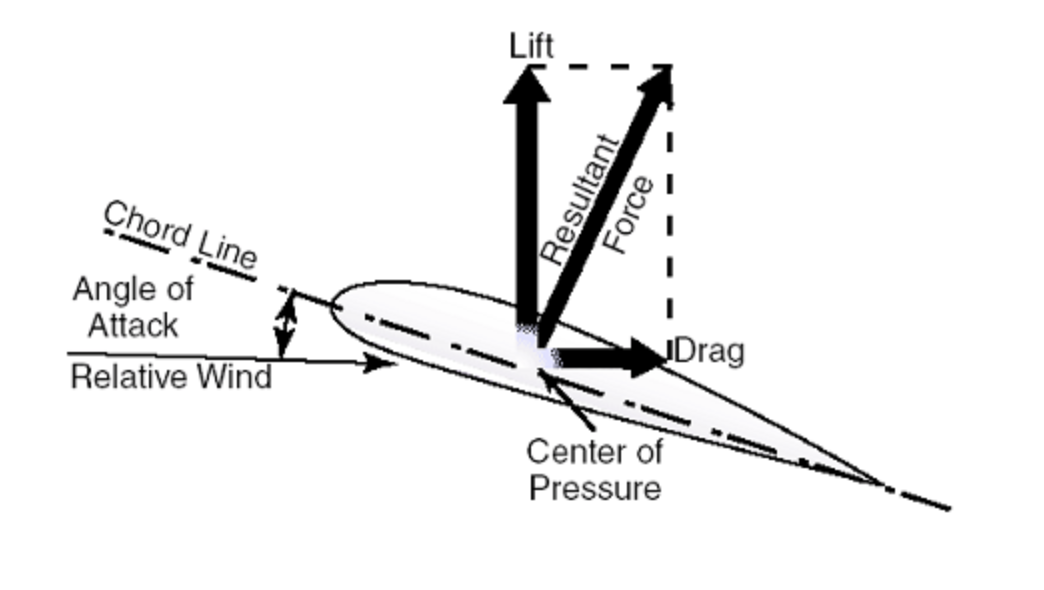 Lift
Resultant
Force
Chord Line
Angle of
Attack
Relative Wind
Drag
Center of
Pressure